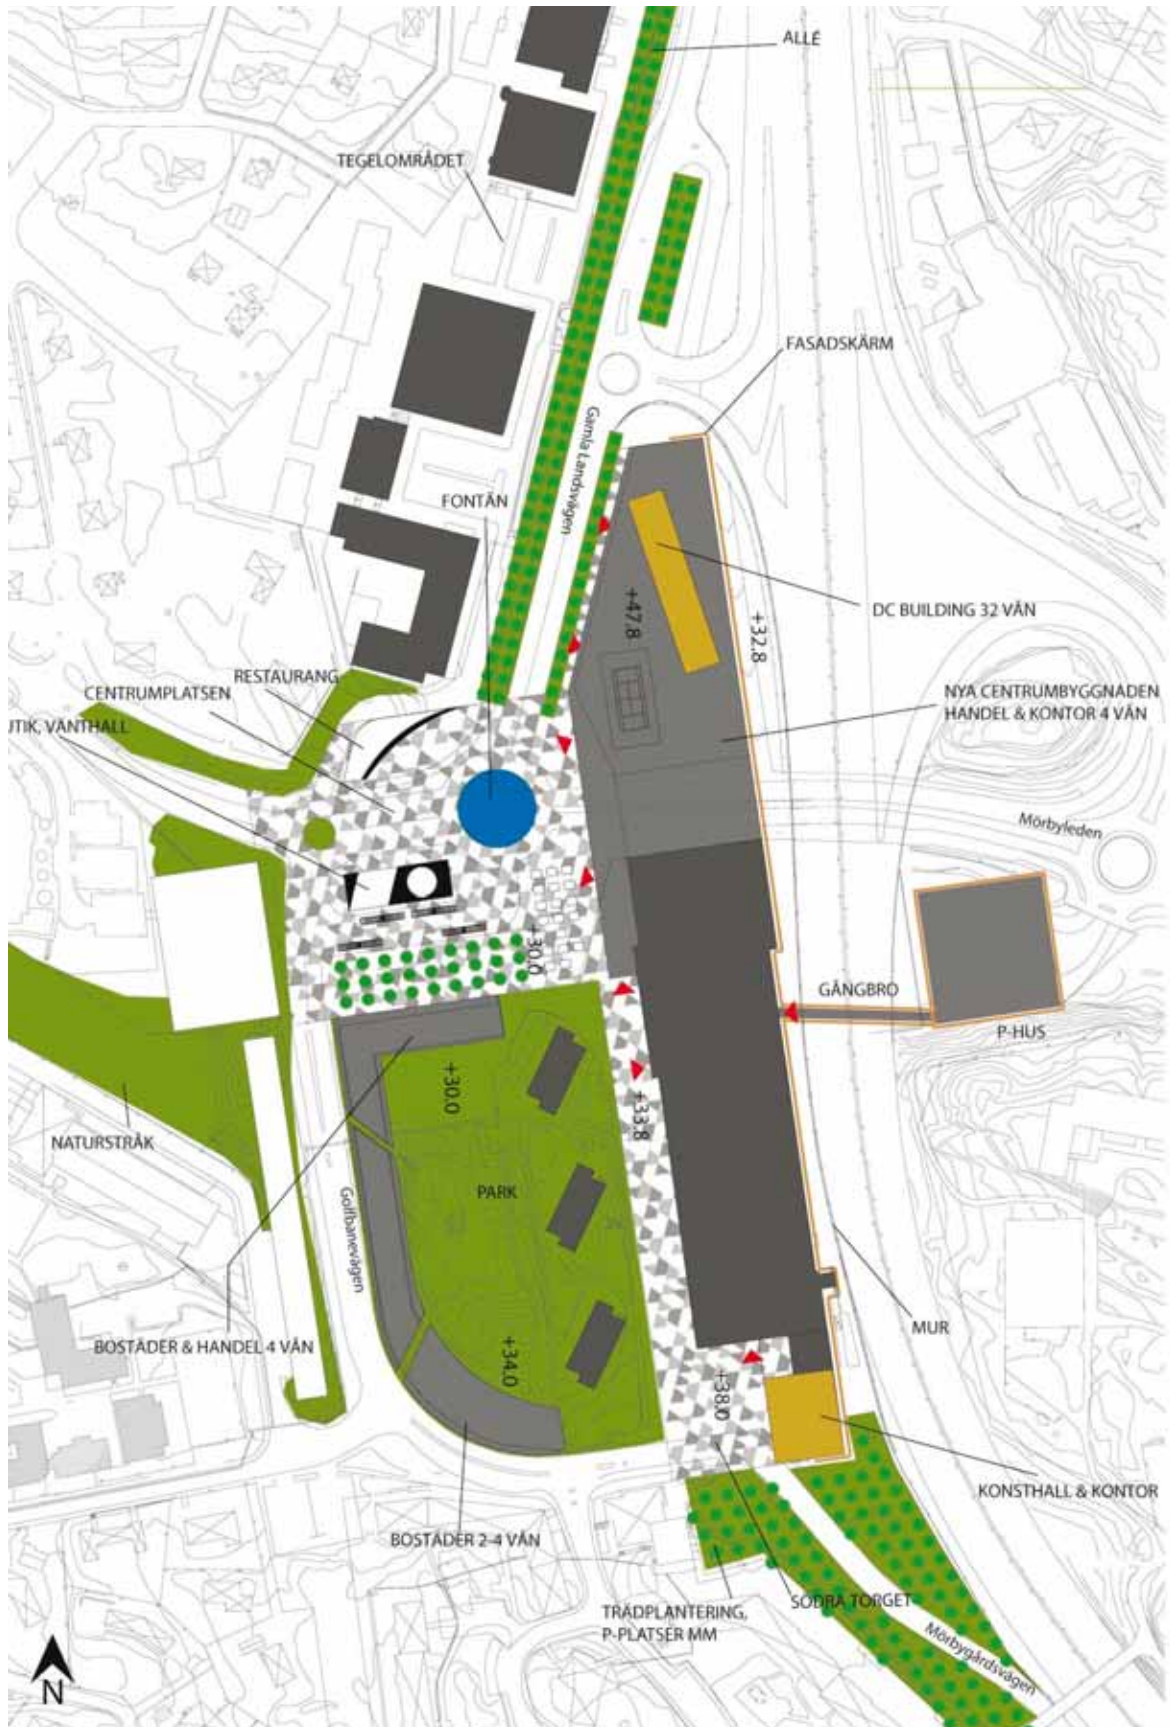 ALLÉ
TEGELOMRÅDET
FASADSKÄRM
Gamla Landsvägen
FONTÄN
DC BUILDING 32 VÅN
+47.8
+32.8
RESTAURANG
CENTRUMPLATSEN
NYA CENTRUMBYGGNADEN
HANDEL & KONTOR 4 VÅN
UTIK, VÄNTHALL
Mörbyleden
+30.0
GÅNGBRO
P-HUS
+30.0
+33.8
NATURSTRÅK
PARK
Golfbanevägen
MUR
BOSTÄDER & HANDEL 4 VÅN
+34.0
+38.0
KONSTHALL & KONTOR
BOSTÄDER 2-4 VÅN
SÖDRA TORGET
TRÄDPLANTERING,
P-PLATSER MM
Mörbygårdsvägen
N